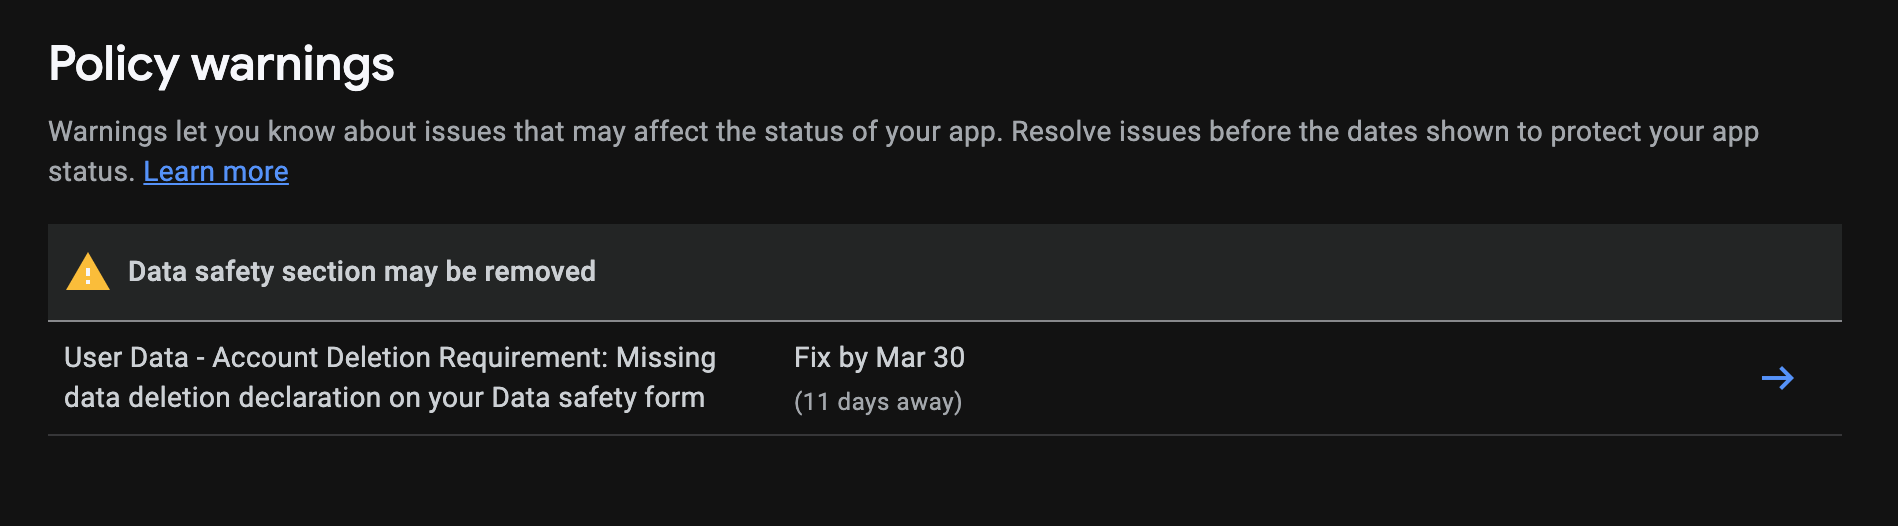 Policy warnings
Warnings let you know about issues that may affect the status of your app. Resolve issues before the dates shown to protect your app
status. Learn more
Data safety section may be removed
User Data - Account Deletion Requirement: Missing
data deletion declaration on your Data safety form
Fix by Mar 30
(11 days away)